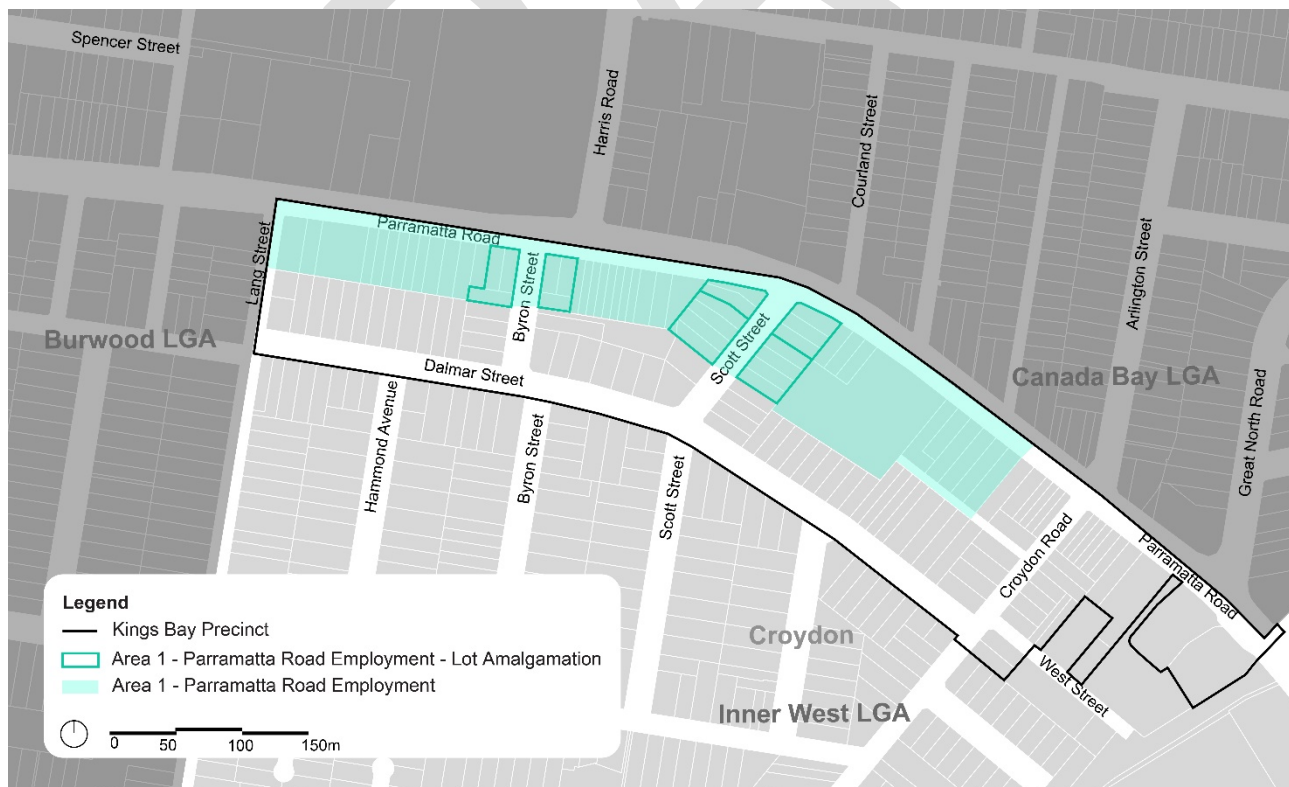 Spencer Street
Harris Road
Courland Street
Arlington Street
Great North Road
Lang Street
Parramatta Road
Byron Street
Scott Street
Burwood LGA
Dalmar Street
Canada Bay LGA
Hammond Avenue
Byron Street
Scott Street
Croydon Road
Parramatta Road
Croydon
West Street
Inner West LGA
Legend
Kings Bay Precinct
Area 1 - Parramatta Road Employment - Lot Amalgamation
Area 1 - Parramatta Road Employment
0 50 100 150m